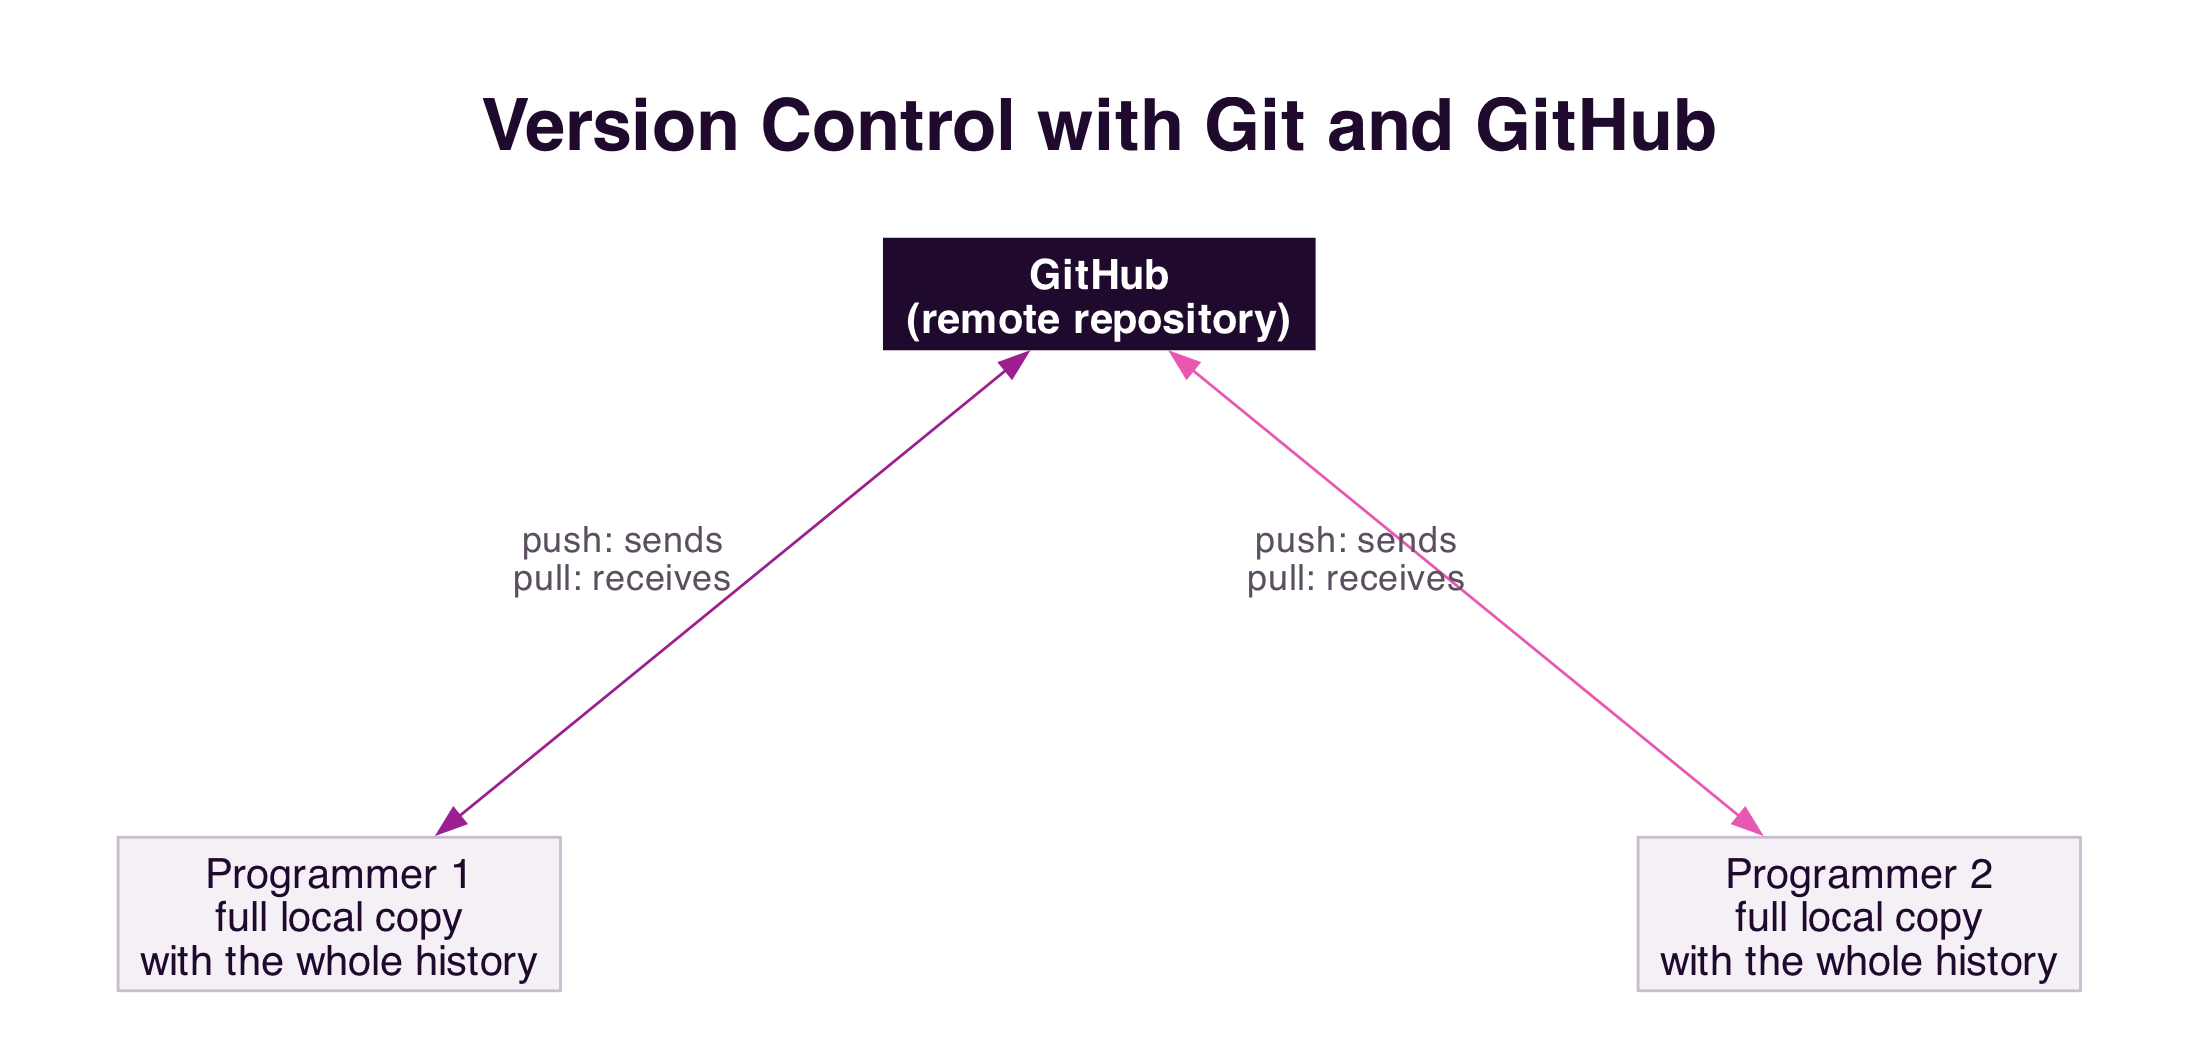 Version Control with Git and GitHub
GitHub
(remote repository)
push: sends
pull: receives
push: sends
pull: receives
Programmer 1
full local copy
with the whole history
Programmer 2
full local copy
with the whole history